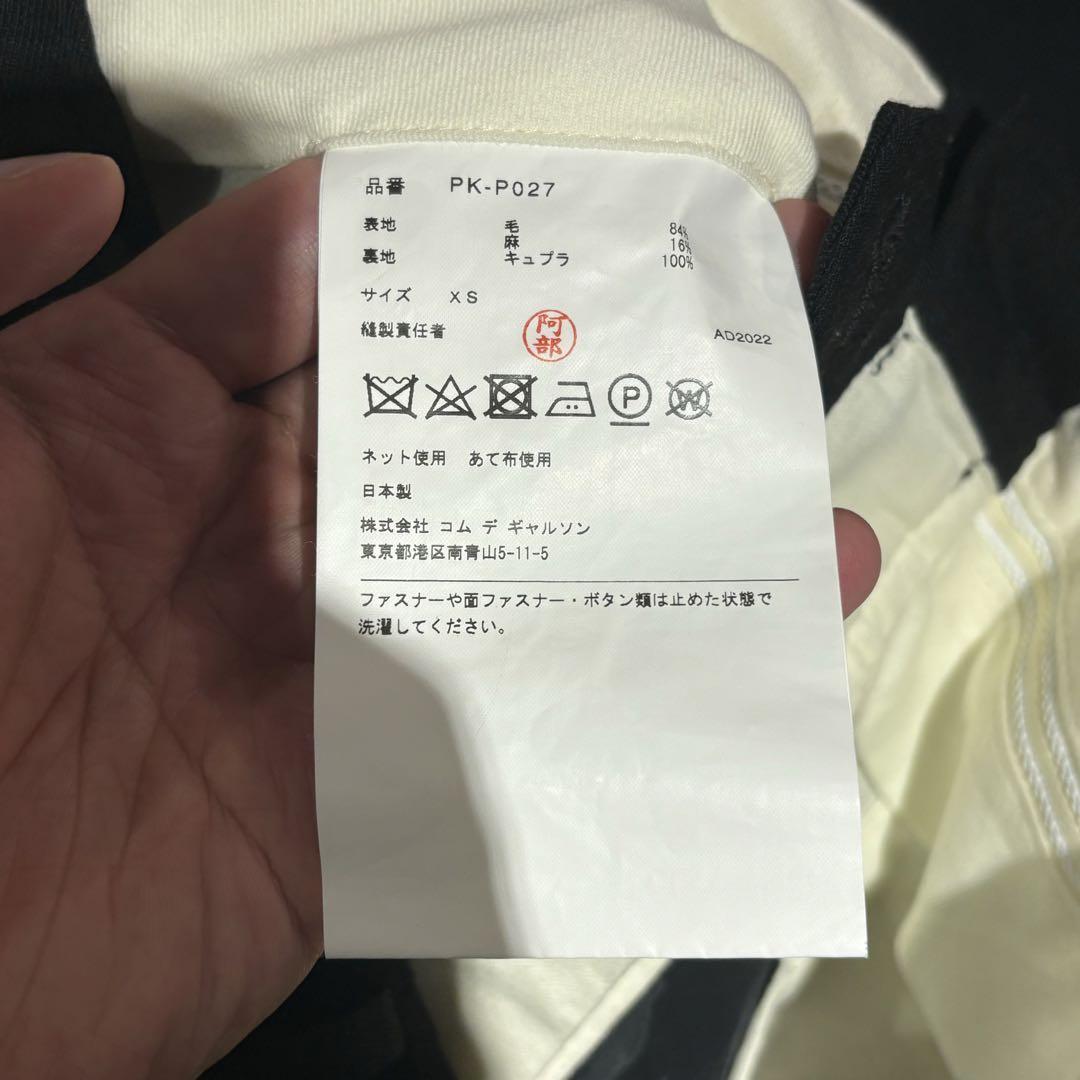 品番 PK-P027
表地 毛 84%
麻 16%
裏地 キュプラ 100%
サイズ XS
縫製責任者 阿部 AD2022
P W
ネット使用 あて布使用
日本製
株式会社 コム デ ギャルソン
東京都港区南青山5-11-5
ファスナーや面ファスナー・ボタン類は止めた状態で
洗濯してください。